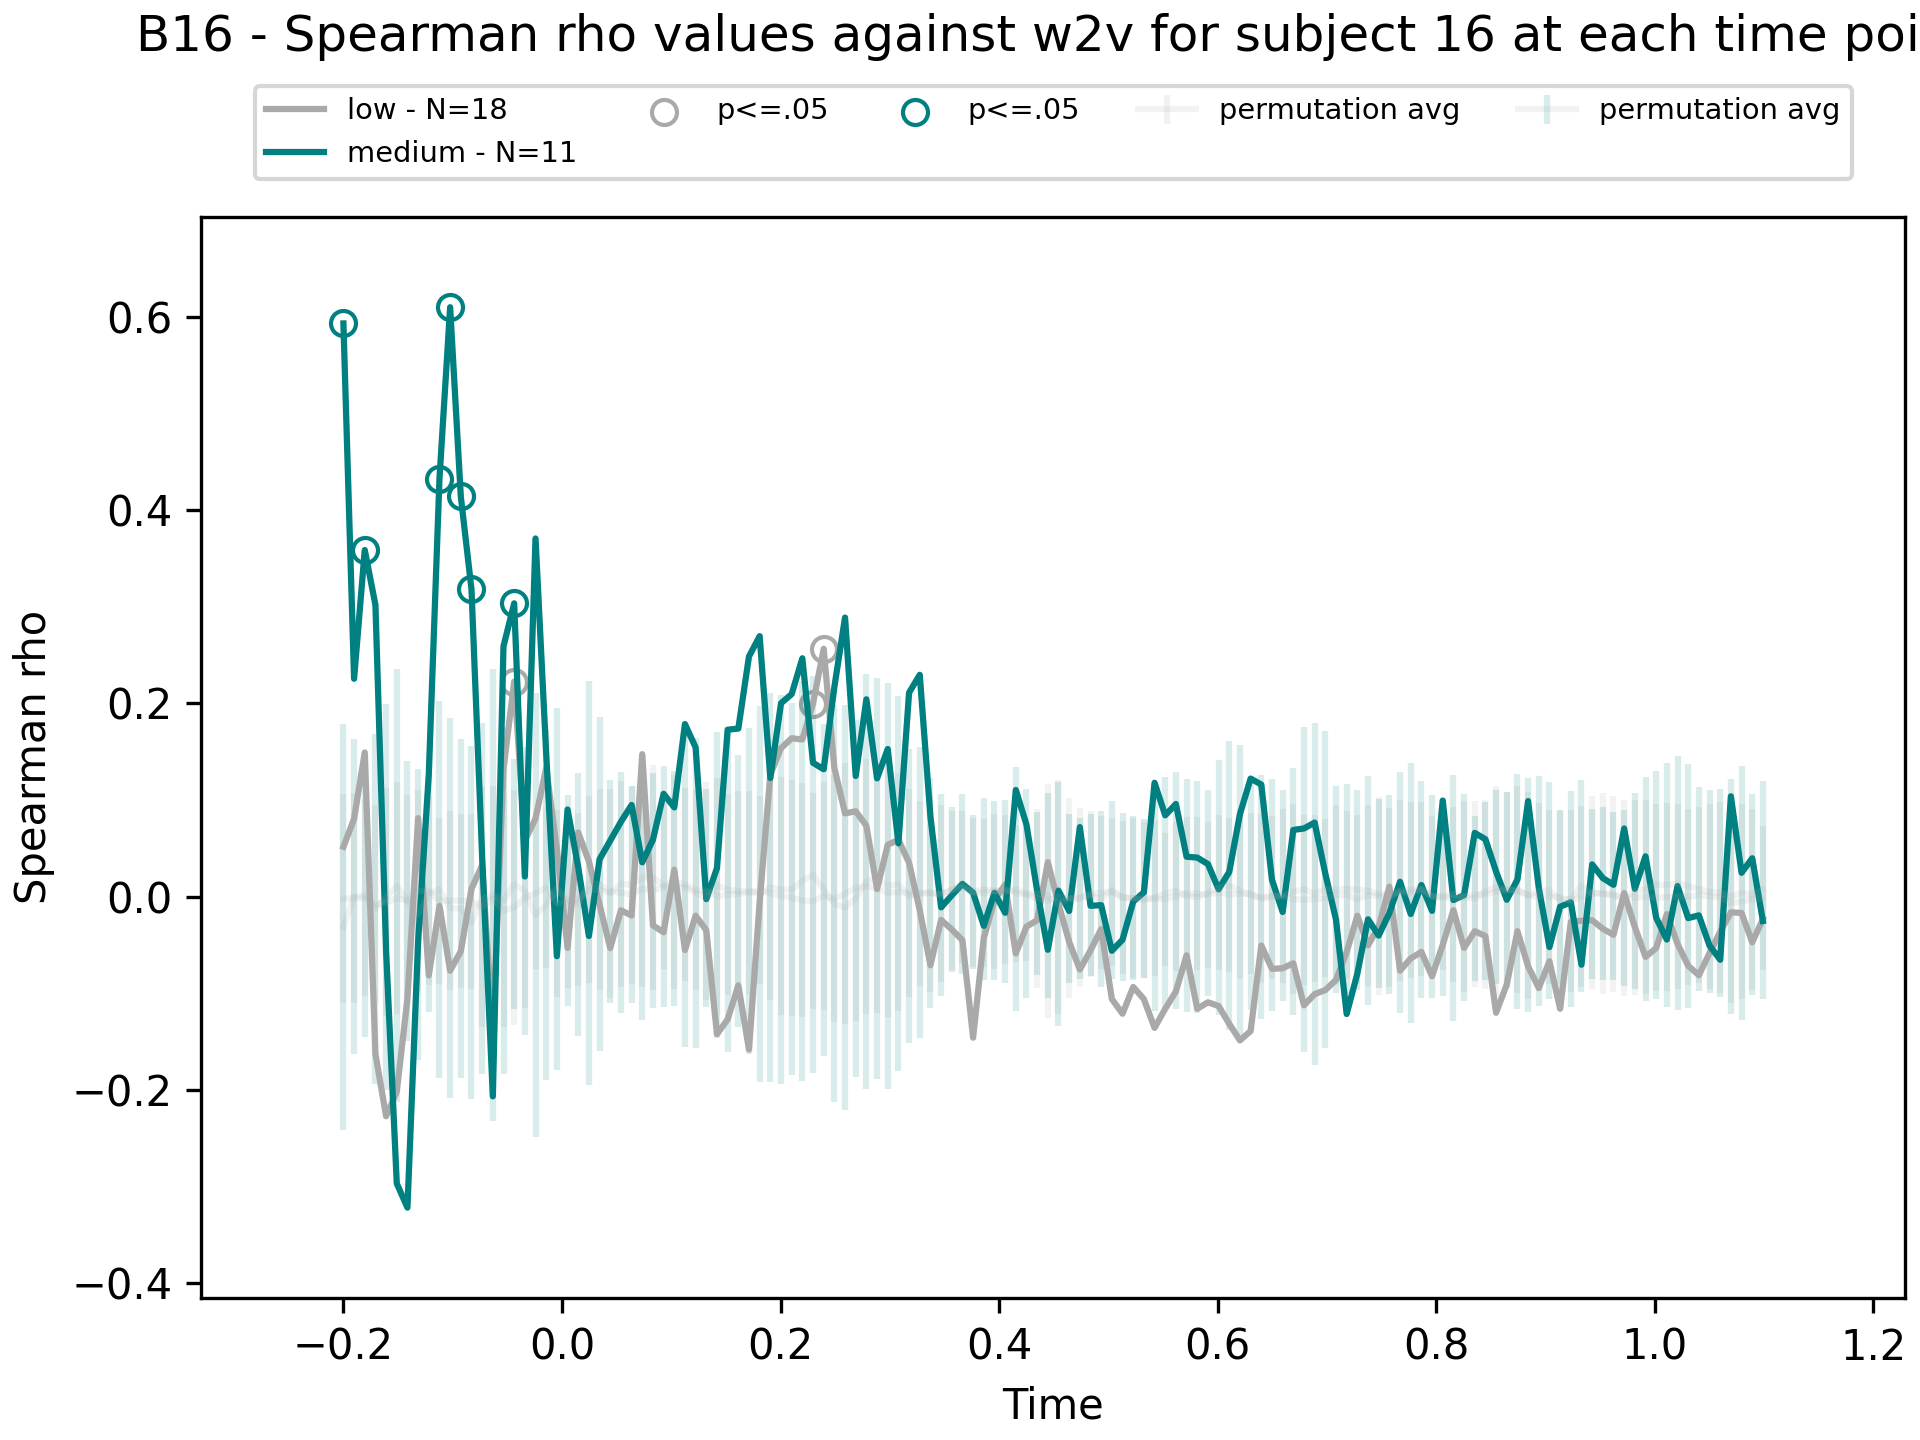 B16 - Spearman rho values against w2v for subject 16 at each time poi
low - N=18
medium - N=11
p<=.05
p<=.05
permutation avg
permutation avg
Spearman rho
0.6
0.4
0.2
0.0
−0.2
−0.4
−0.2 0.0 0.2 0.4 0.6 0.8 1.0 1.2
Time